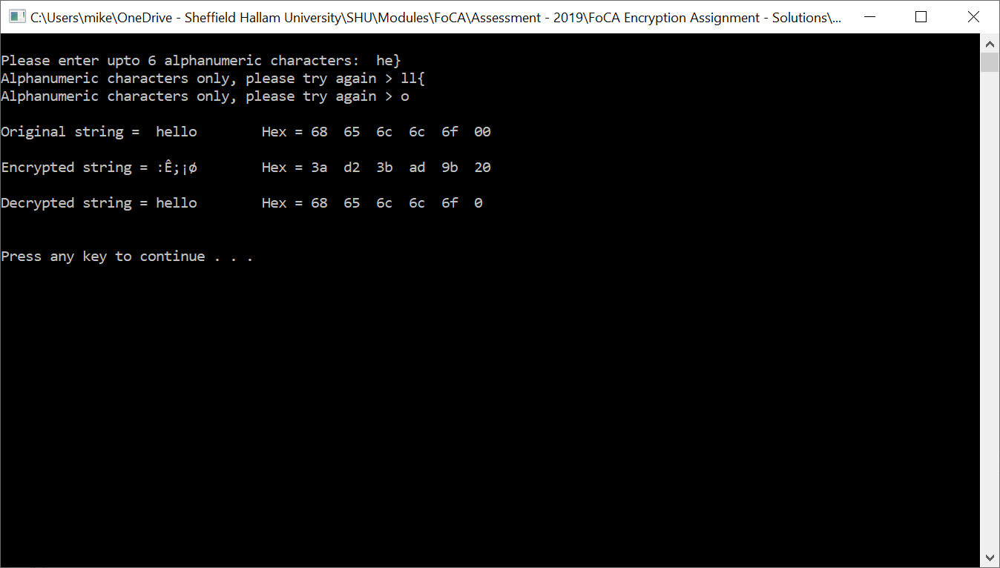 C:\Users\mike\OneDrive - Sheffield Hallam University\SHU\Modules\FoCA\Assessment - 2019\FoCA Encryption Assignment - Solutions\...
Please enter upto 6 alphanumeric characters:  he}
Alphanumeric characters only, please try again > ll{
Alphanumeric characters only, please try again > o
Original string =  hello        Hex = 68  65  6c  6c  6f  00
Encrypted string = :Ê;¡ø        Hex = 3a  d2  3b  ad  9b  20
Decrypted string = hello        Hex = 68  65  6c  6c  6f  0
Press any key to continue . . .